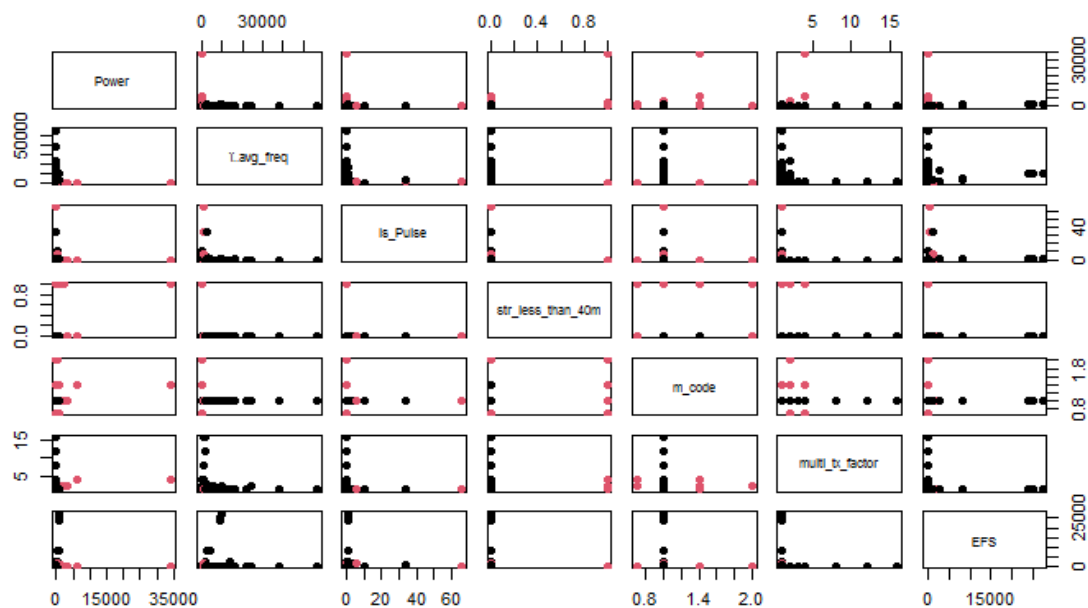 0 30000
0.0 0.4 1.0
5 10 15
Power
0 30000
0 50000
Y..avg_freq
Is_Pulse
0 40
0.0 0.8
str_less_than_40m
m_code
0.8 1.8
5 15
multi_tx_factor
EFS
0 25000
0 15000 35000
0 20 40 60
0.8 1.4 2.0
0 15000